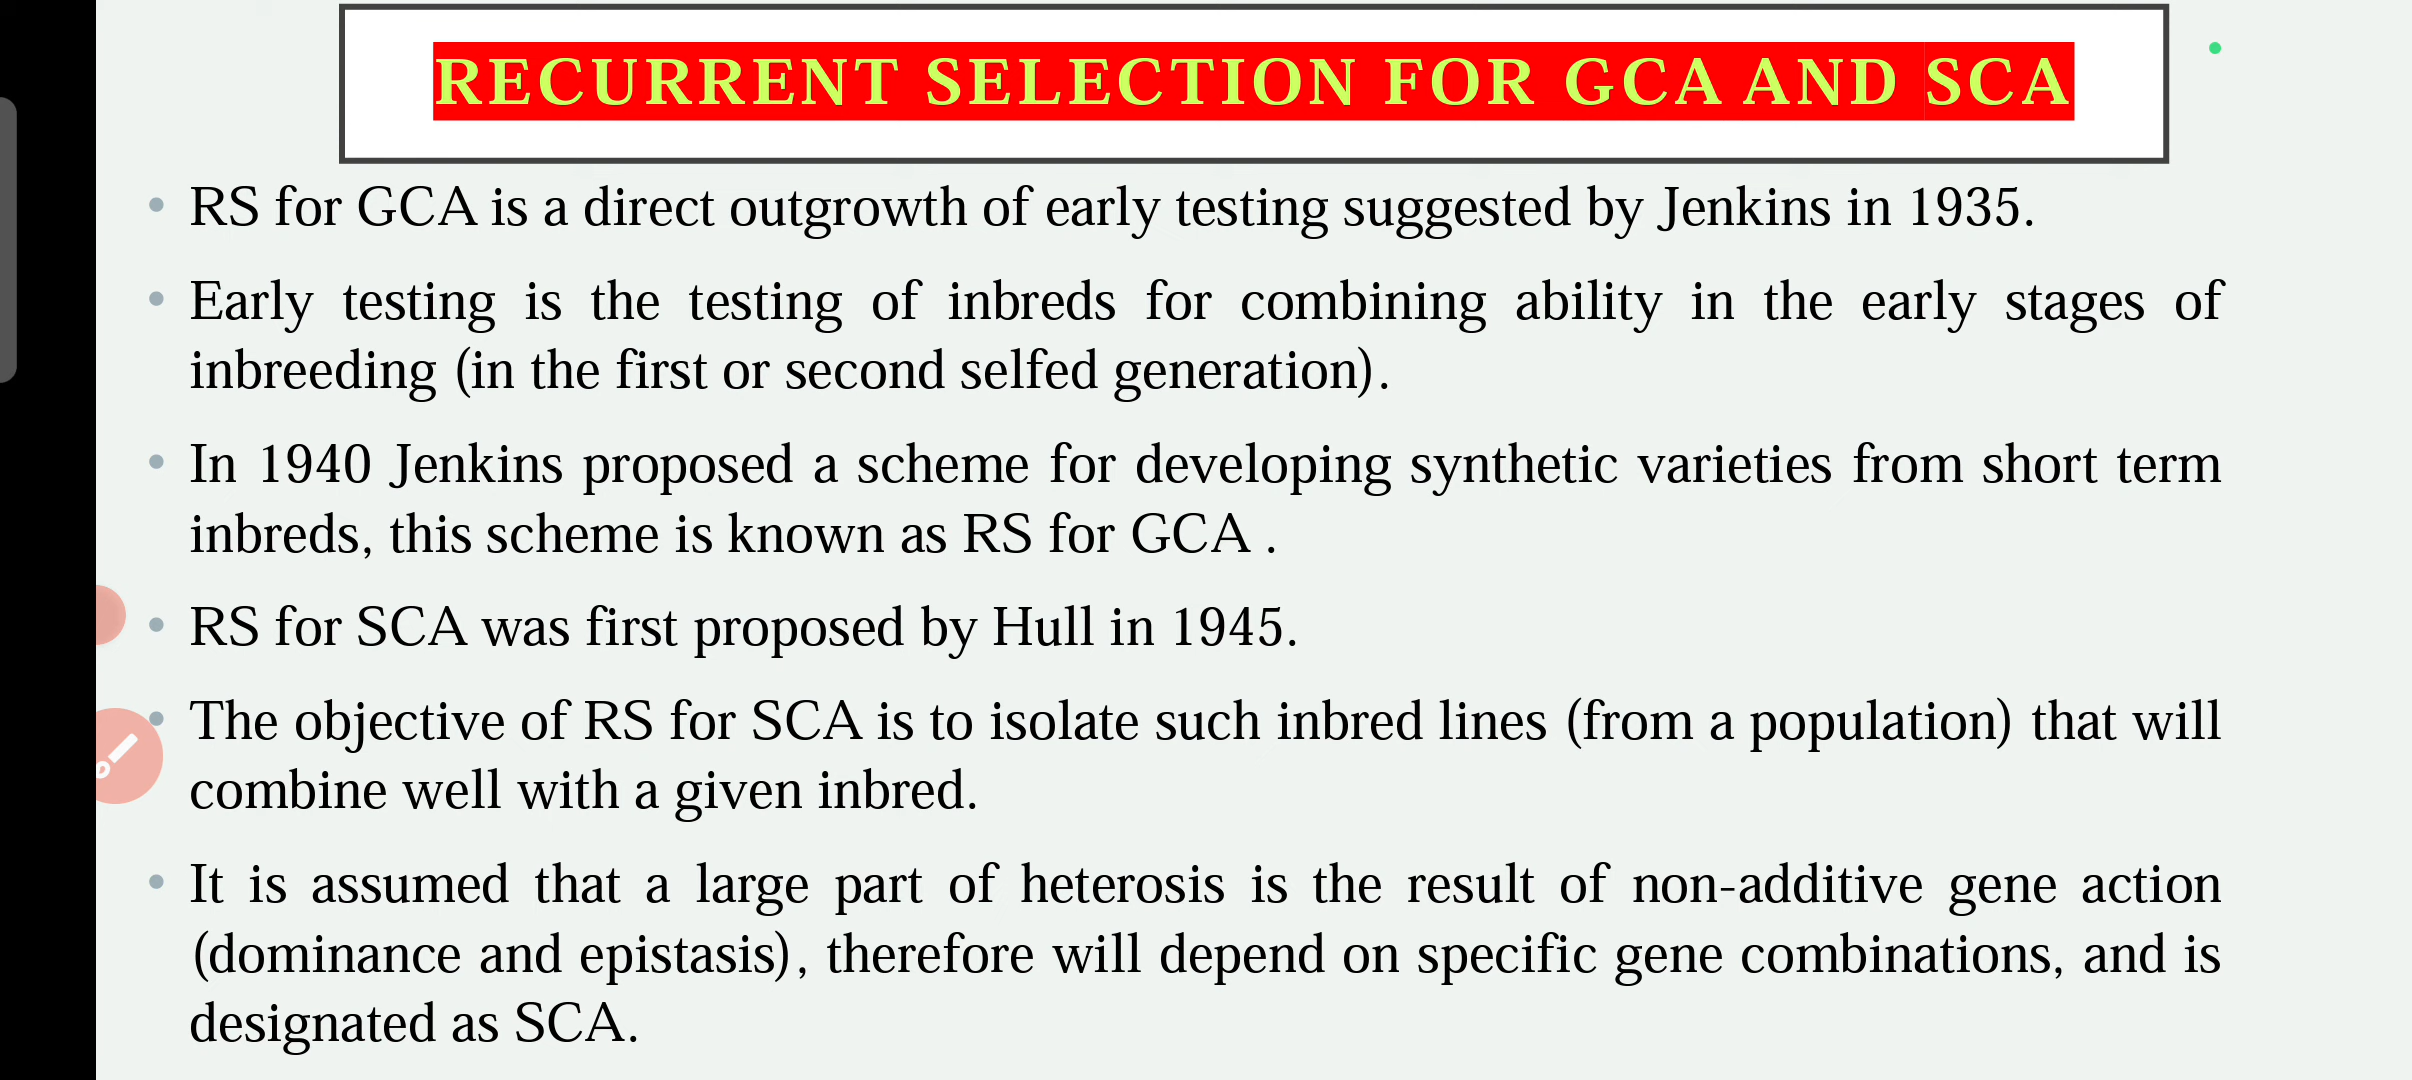 RECURRENT SELECTION FOR GCA AND SCA
• RS for GCA is a direct outgrowth of early testing suggested by Jenkins in 1935.
• Early testing is the testing of inbreds for combining ability in the early stages of
inbreeding (in the first or second selfed generation).
• In 1940 Jenkins proposed a scheme for developing synthetic varieties from short term
inbreds, this scheme is known as RS for GCA .
• RS for SCA was first proposed by Hull in 1945.
• The objective of RS for SCA is to isolate such inbred lines (from a population) that will
combine well with a given inbred.
• It is assumed that a large part of heterosis is the result of non-additive gene action
(dominance and epistasis), therefore will depend on specific gene combinations, and is
designated as SCA.